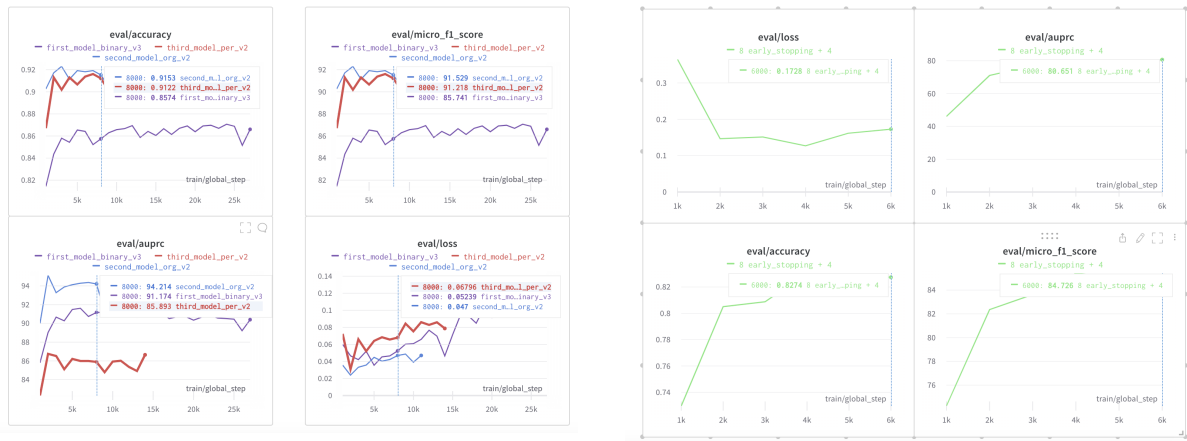 eval/accuracy
first_model_binary_v3 third_model_per_v2
second_model_org_v2
8000: 0.9153 second_m…l_org_v2
8000: 0.9122 third_mo…l_per_v2
8000: 0.8574 first_mo…inary_v3
0.92
0.9
0.88
0.86
0.84
0.82
train/global_step
5k 10k 15k 20k 25k
eval/micro_f1_score
first_model_binary_v3 third_model_per_v2
second_model_org_v2
8000: 91.529 second_m…l_org_v2
8000: 91.218 third_mo…l_per_v2
8000: 85.741 first_mo…inary_v3
92
90
88
86
84
82
train/global_step
5k 10k 15k 20k 25k
eval/auprc
first_model_binary_v3 third_model_per_v2
second_model_org_v2
8000: 94.214 second_model_org_v2
8000: 91.174 first_model_binary_v3
8000: 85.893 third_model_per_v2
94
92
90
88
86
84
train/global_step
5k 10k 15k 20k 25k
eval/loss
first_model_binary_v3 third_model_per_v2
second_model_org_v2
8000: 0.06796 third_mo…l_per_v2
8000: 0.05239 first_mo…inary_v3
8000: 0.047 second_m…l_org_v2
0.14
0.12
0.1
0.08
0.06
0.04
0.02
0
train/global_step
5k 10k 15k 20k 25k
eval/loss
8 early_stopping + 4
6000: 0.1728 8 early_…ping + 4
0.3
0.2
0.1
0
train/global_step
1k 2k 3k 4k 5k 6k
eval/auprc
8 early_stopping + 4
6000: 80.651 8 early_stopping + 4
80
60
40
20
0
train/global_step
1k 2k 3k 4k 5k 6k
eval/accuracy
8 early_stopping + 4
6000: 0.8274 8 early_…ping + 4
0.82
0.8
0.78
0.76
0.74
train/global_step
1k 2k 3k 4k 5k 6k
eval/micro_f1_score
8 early_stopping + 4
6000: 84.726 8 early_stopping + 4
84
82
80
78
76
train/global_step
1k 2k 3k 4k 5k 6k